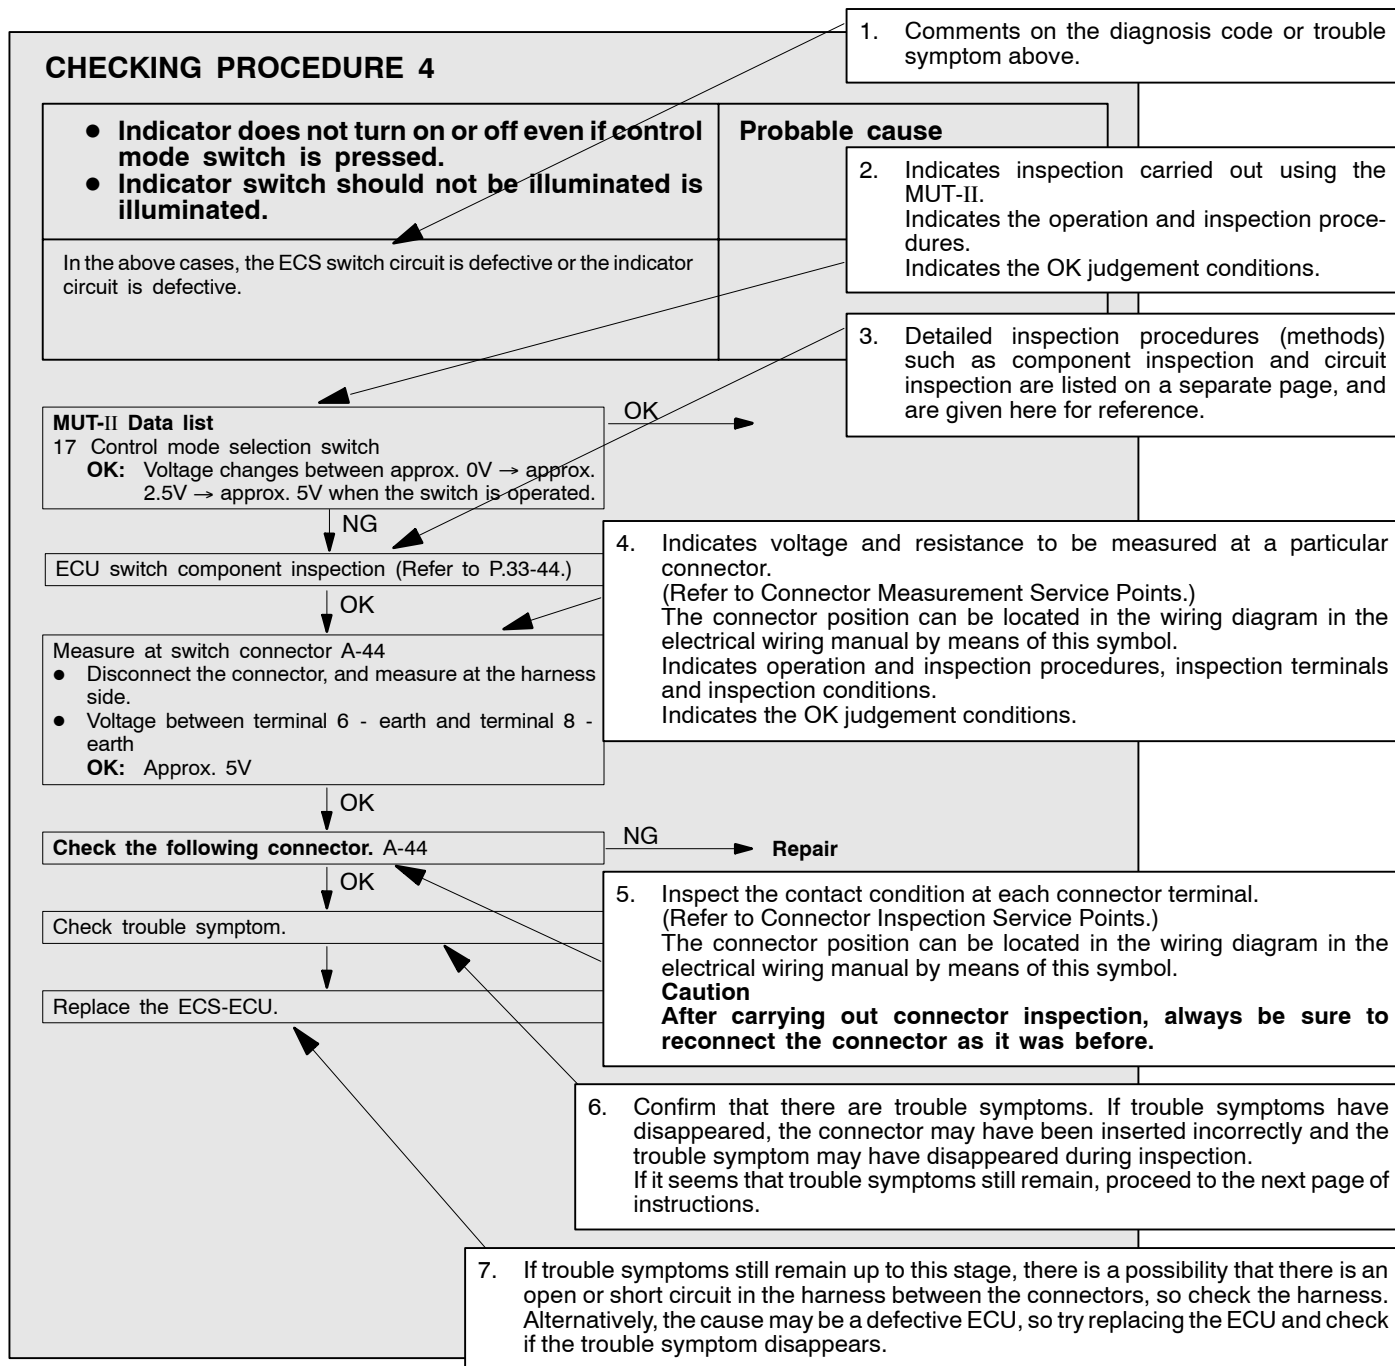 CHECKING PROCEDURE 4
● Indicator does not turn on or off even if control
mode switch is pressed.
● Indicator switch should not be illuminated is
illuminated.
Probable cause
In the above cases, the ECS switch circuit is defective or the indicator
circuit is defective.
1. Comments on the diagnosis code or trouble
symptom above.
2. Indicates inspection carried out using the
MUT-II.
Indicates the operation and inspection proce-
dures.
Indicates the OK judgement conditions.
3. Detailed inspection procedures (methods)
such as component inspection and circuit
inspection are listed on a separate page, and
are given here for reference.
MUT-II Data list
17 Control mode selection switch
OK: Voltage changes between approx. 0V → approx.
2.5V → approx. 5V when the switch is operated.
OK
NG
ECU switch component inspection (Refer to P.33-44.)
OK
Measure at switch connector A-44
● Disconnect the connector, and measure at the harness
side.
● Voltage between terminal 6 - earth and terminal 8 -
earth
OK: Approx. 5V
4. Indicates voltage and resistance to be measured at a particular
connector.
(Refer to Connector Measurement Service Points.)
The connector position can be located in the wiring diagram in the
electrical wiring manual by means of this symbol.
Indicates operation and inspection procedures, inspection terminals
and inspection conditions.
Indicates the OK judgement conditions.
OK
Check the following connector. A-44
NG
Repair
OK
Check trouble symptom.
Replace the ECS-ECU.
5. Inspect the contact condition at each connector terminal.
(Refer to Connector Inspection Service Points.)
The connector position can be located in the wiring diagram in the
electrical wiring manual by means of this symbol.
Caution
After carrying out connector inspection, always be sure to
reconnect the connector as it was before.
6. Confirm that there are trouble symptoms. If trouble symptoms have
disappeared, the connector may have been inserted incorrectly and the
trouble symptom may have disappeared during inspection.
If it seems that trouble symptoms still remain, proceed to the next page of
instructions.
7. If trouble symptoms still remain up to this stage, there is a possibility that there is an
open or short circuit in the harness between the connectors, so check the harness.
Alternatively, the cause may be a defective ECU, so try replacing the ECU and check
if the trouble symptom disappears.